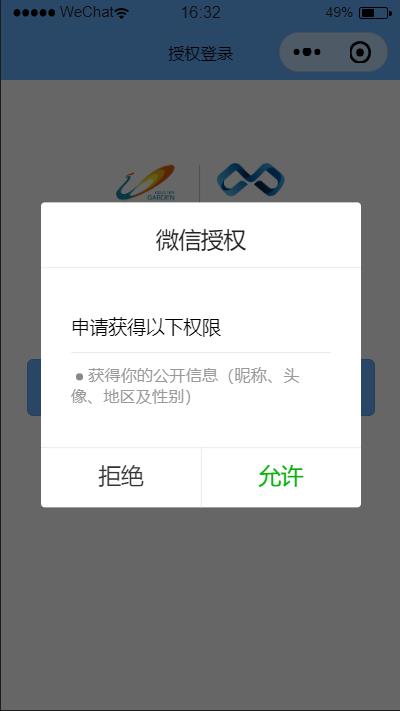 ●●●●● WeChat 16:32 49%
授权登录
GARDEN
微信授权
申请获得以下权限
● 获得你的公开信息（昵称、头
像、地区及性别）
拒绝 允许